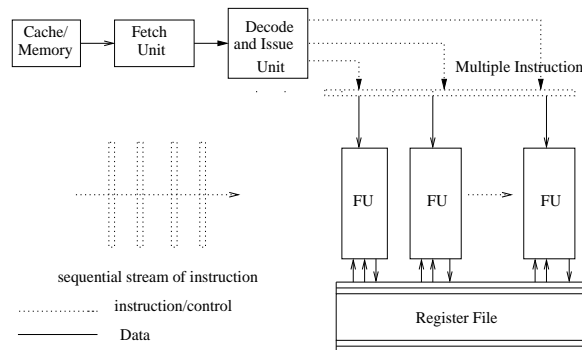 Cache/
Memory
Fetch
Unit
Decode
and Issue
Unit
Multiple Instruction
FU
FU
FU
sequential stream of instruction
instruction/control
Data
Register File